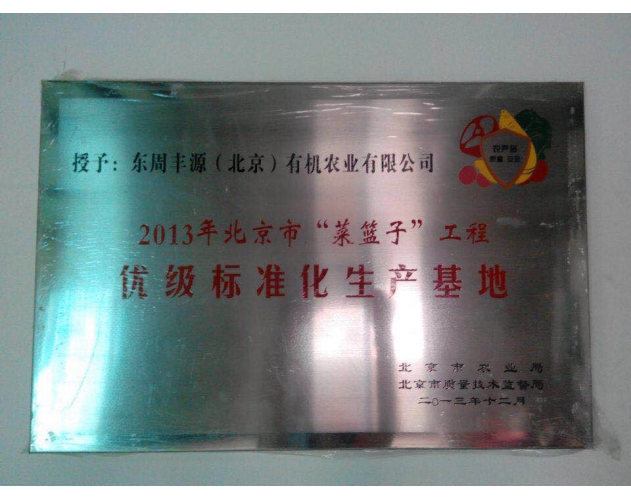 授予：东周丰源（北京）有机农业有限公司
农产品
2013年北京市“菜篮子”工程
优级标准化生产基地
北京市农业局
北京市质量技术监督局
二〇一三年十二月